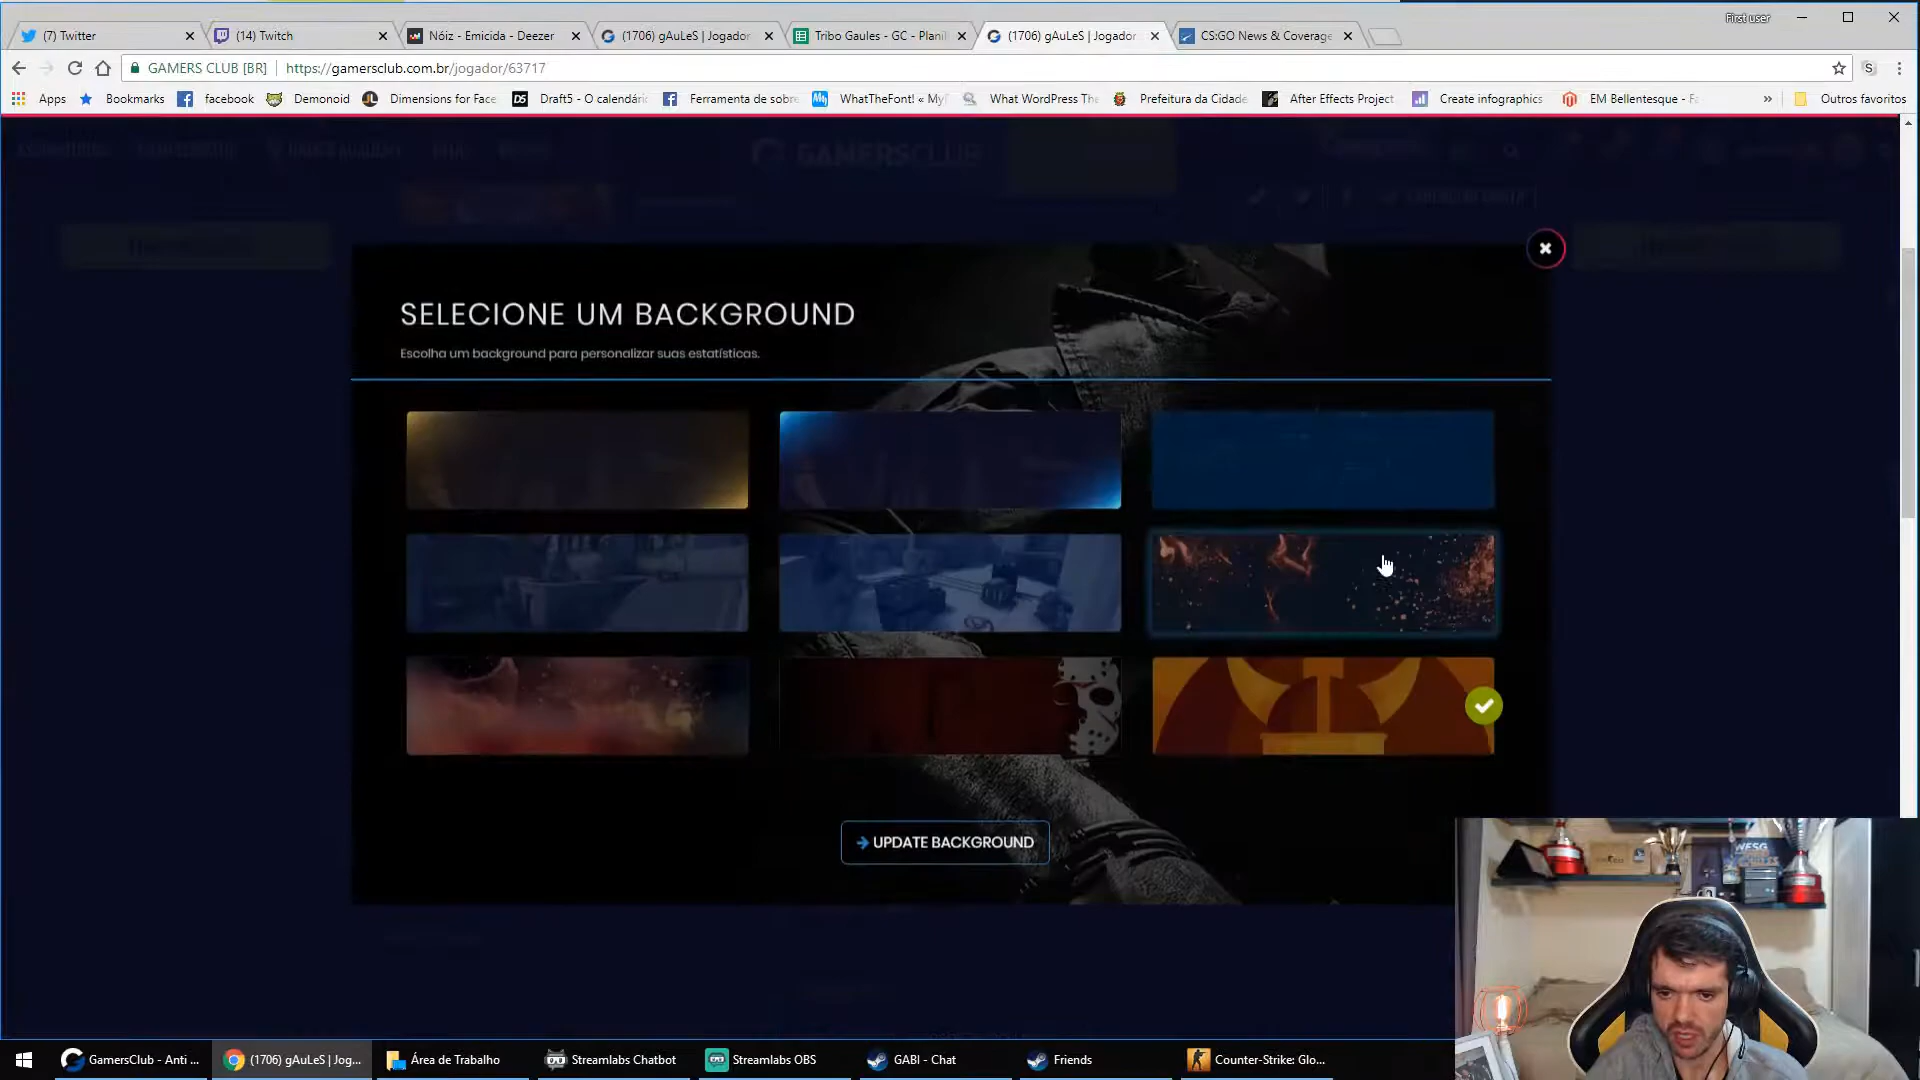 First user
(7) Twitter
(14) Twitch
Nóiz - Emicida - Deezer
(1706) gAuLeS | Jogador
Tribo Gaules - GC - Planil
(1706) gAuLeS | Jogador
CS:GO News & Coverage
GAMERS CLUB [BR]
https://gamersclub.com.br/jogador/63717
Apps
Bookmarks
facebook
Demonoid
Dimensions for Face
Draft5 - O calendári
Ferramenta de sobre
WhatTheFont! « Myf
What WordPress The
Prefeitura da Cidade
After Effects Project
Create infographics
EM Bellentesque - Fa
»
Outros favoritos
GAMERSCLUB
SELECIONE UM BACKGROUND
Escolha um background para personalizar suas estatísticas.
UPDATE BACKGROUND
GamersClub - Anti ...
(1706) gAuLeS | Jog...
Área de Trabalho
Streamlabs Chatbot
Streamlabs OBS
GABI - Chat
Friends
Counter-Strike: Glo...